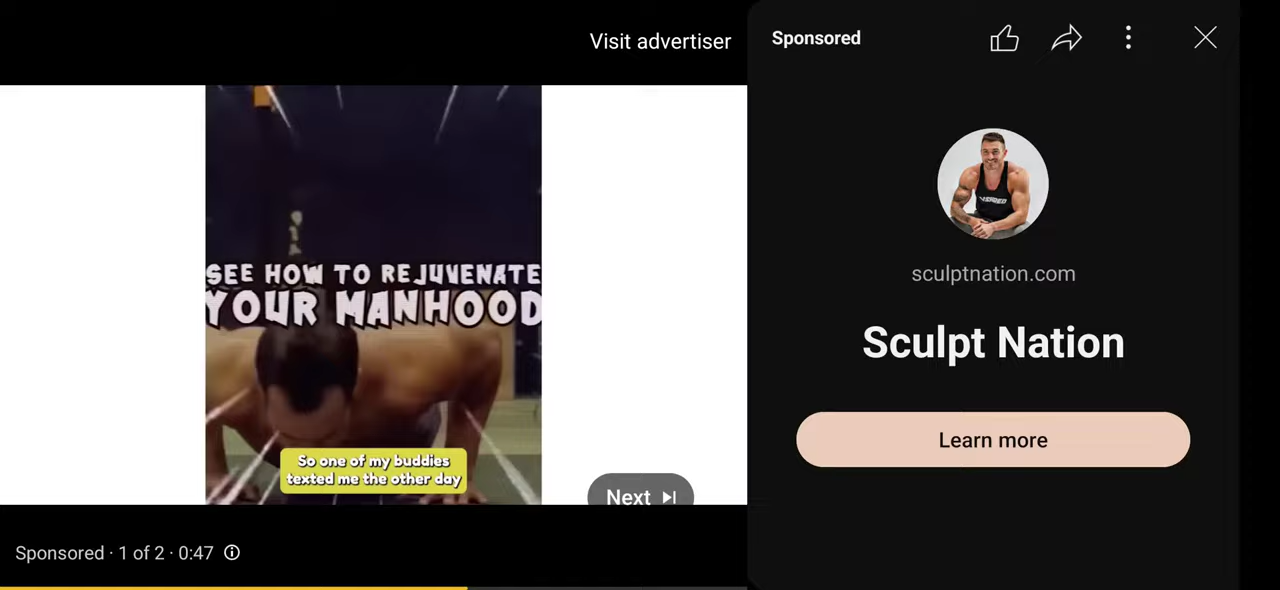 Visit advertiser
SEE HOW TO REJUVENATE
YOUR MANHOOD
So one of my buddies
texted me the other day
Next
Sponsored · 1 of 2 · 0:47
Sponsored
sculptnation.com
Sculpt Nation
Learn more